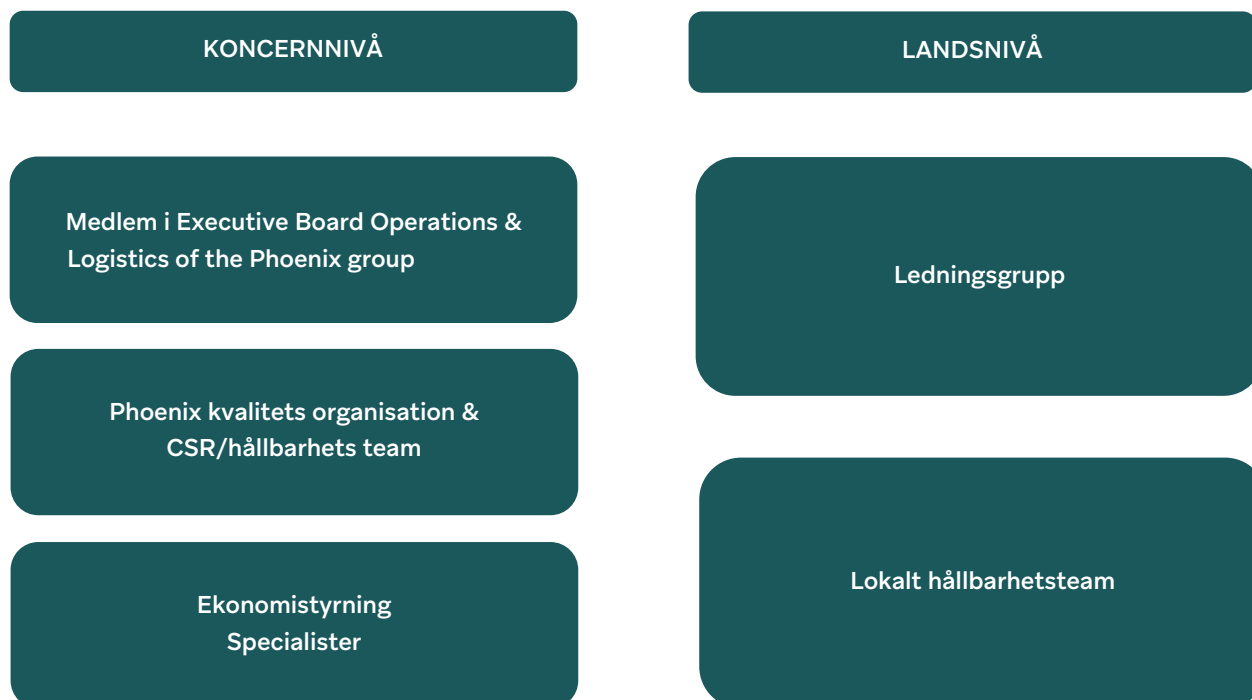 KONCERNNIVÅ
Medlem i Executive Board Operations &
Logistics of the Phoenix group
Phoenix kvalitets organisation &
CSR/hållbarhets team
Ekonomistyrning
Specialister
LANDSNIVÅ
Ledningsgrupp
Lokalt hållbarhetsteam